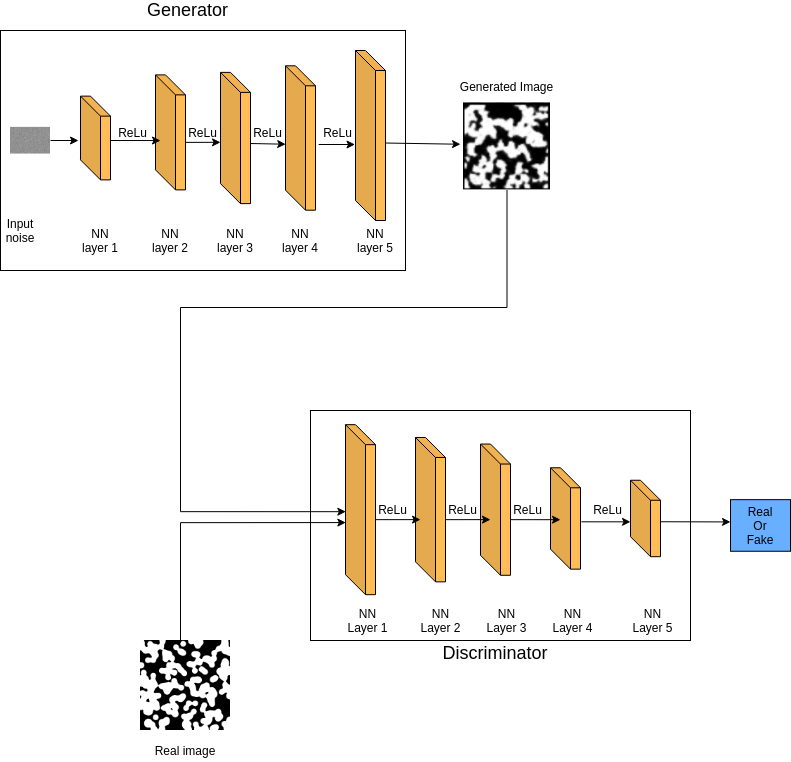 Generator
Generated Image
ReLu ReLu ReLu ReLu
Input
noise
NN
layer 1
NN
layer 2
NN
layer 3
NN
layer 4
NN
layer 5
ReLu ReLu ReLu ReLu
Real
Or
Fake
NN
Layer 1
NN
Layer 2
NN
Layer 3
NN
Layer 4
NN
Layer 5
Discriminator
Real image